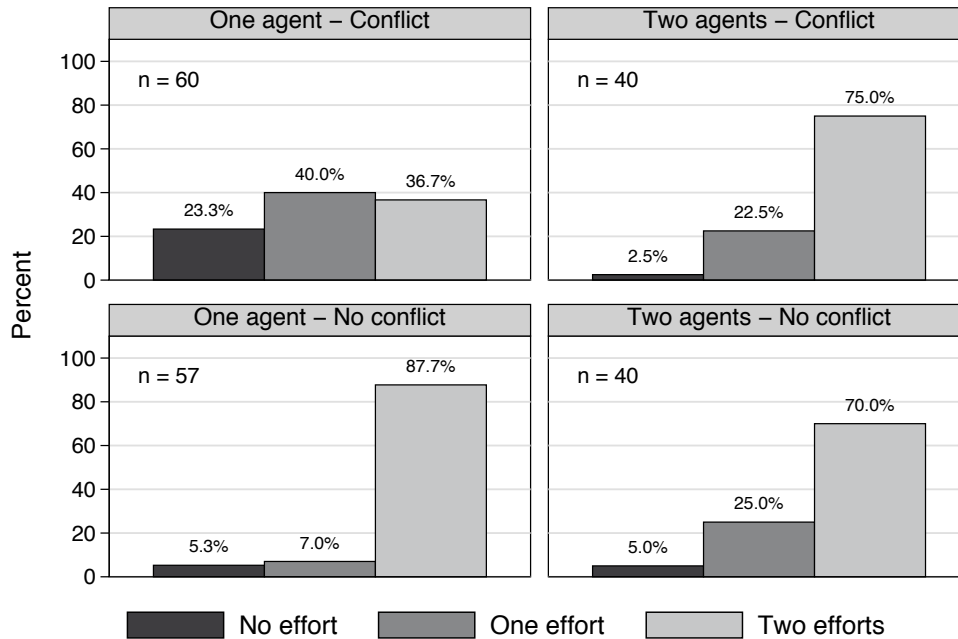 One agent – Conflict
Two agents – Conflict
n = 60
n = 40
100
80
60
40
20
0
23.3%
40.0%
36.7%
2.5%
22.5%
75.0%
Percent
One agent – No conflict
Two agents – No conflict
n = 57
n = 40
100
80
60
40
20
0
5.3%
7.0%
87.7%
5.0%
25.0%
70.0%
No effort
One effort
Two efforts